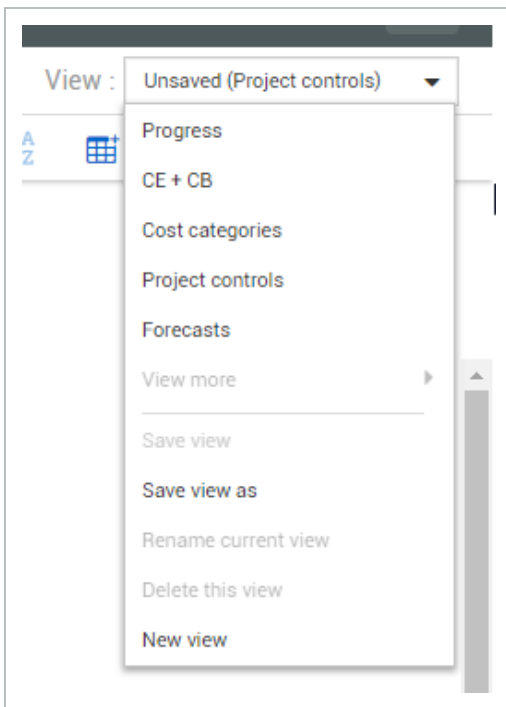 View : Unsaved (Project controls)
A
Z
Progress
CE + CB
Cost categories
Project controls
Forecasts
View more
Save view
Save view as
Rename current view
Delete this view
New view